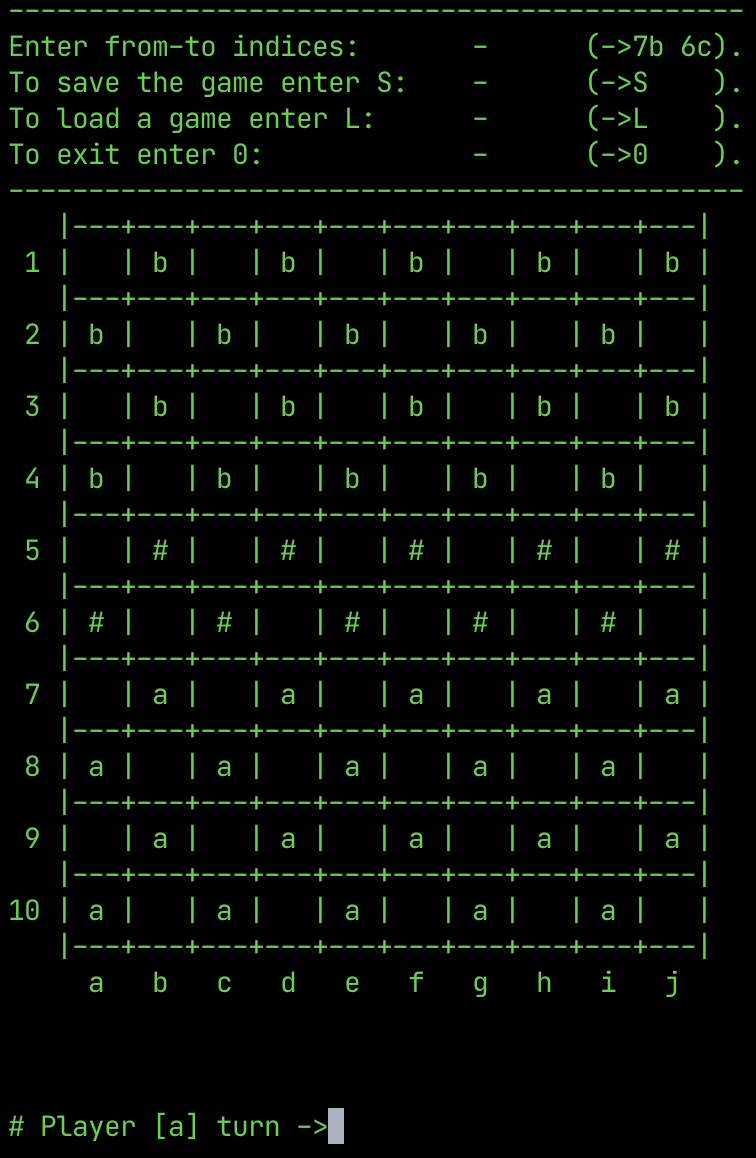 ----------------------------------------------
Enter from-to indices:       -      (->7b 6c).
To save the game enter S:    -      (->S    ).
To load a game enter L:      -      (->L    ).
To exit enter 0:             -      (->0    ).
----------------------------------------------
   |---+---+---+---+---+---+---+---+---+---|
 1 |   | b |   | b |   | b |   | b |   | b |
   |---+---+---+---+---+---+---+---+---+---|
 2 | b |   | b |   | b |   | b |   | b |   |
   |---+---+---+---+---+---+---+---+---+---|
 3 |   | b |   | b |   | b |   | b |   | b |
   |---+---+---+---+---+---+---+---+---+---|
 4 | b |   | b |   | b |   | b |   | b |   |
   |---+---+---+---+---+---+---+---+---+---|
 5 |   | # |   | # |   | # |   | # |   | # |
   |---+---+---+---+---+---+---+---+---+---|
 6 | # |   | # |   | # |   | # |   | # |   |
   |---+---+---+---+---+---+---+---+---+---|
 7 |   | a |   | a |   | a |   | a |   | a |
   |---+---+---+---+---+---+---+---+---+---|
 8 | a |   | a |   | a |   | a |   | a |   |
   |---+---+---+---+---+---+---+---+---+---|
 9 |   | a |   | a |   | a |   | a |   | a |
   |---+---+---+---+---+---+---+---+---+---|
10 | a |   | a |   | a |   | a |   | a |   |
   |---+---+---+---+---+---+---+---+---+---|
     a   b   c   d   e   f   g   h   i   j
# Player [a] turn ->